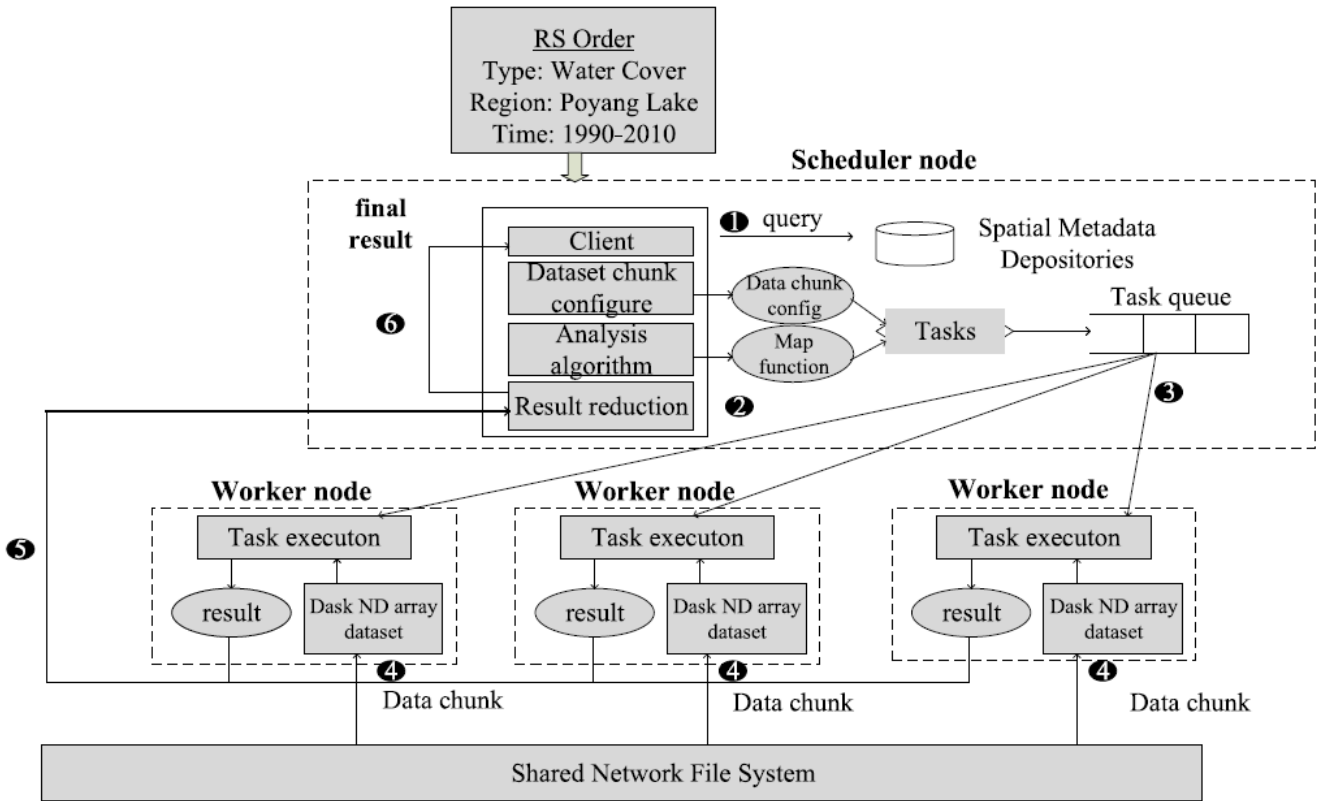 RS Order
Type: Water Cover
Region: Poyang Lake
Time: 1990-2010
Scheduler node
final
result
❶ query
Spatial Metadata
Depositories
Client
Dataset chunk
configure
Data chunk
config
Task queue
❻
Analysis
algorithm
Map
function
Tasks
Result reduction
❷
❸
Worker node
Worker node
Worker node
❺
Task executon
Task executon
Task executon
result
Dask ND array
dataset
result
Dask ND array
dataset
result
Dask ND array
dataset
❹
❹
❹
Data chunk
Data chunk
Data chunk
Shared Network File System